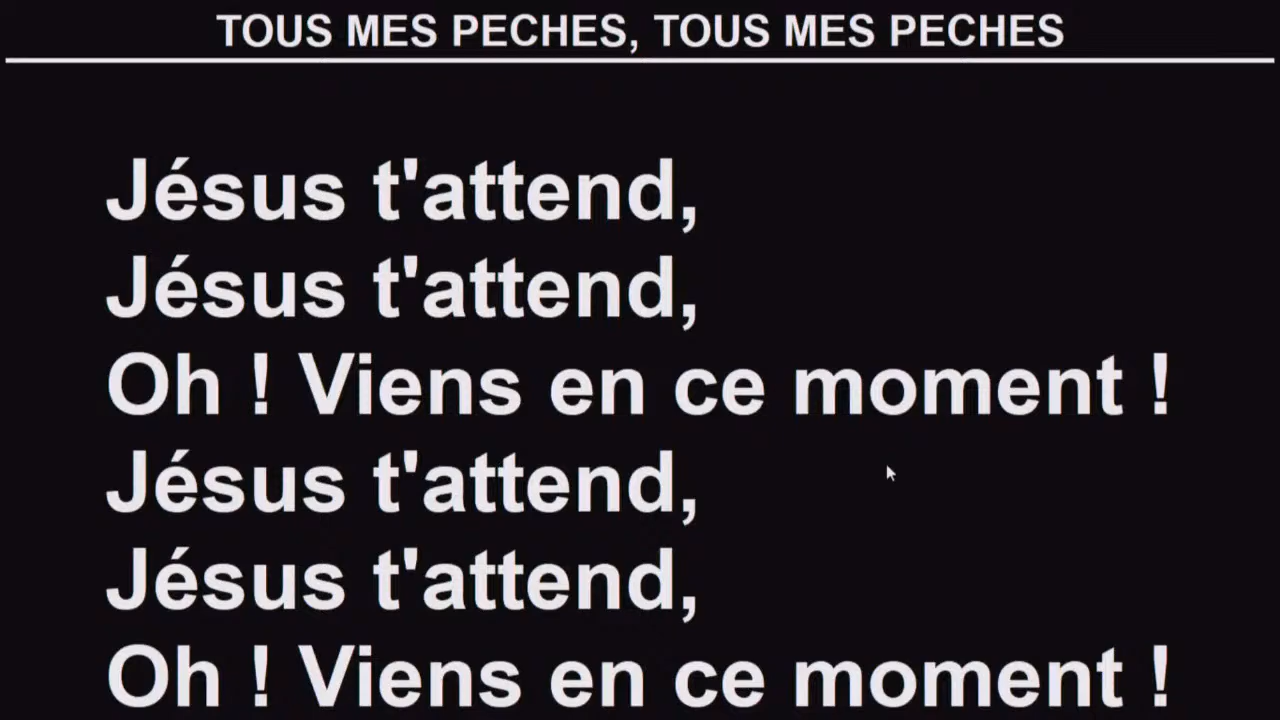 TOUS MES PECHES, TOUS MES PECHES
Jésus t'attend,
Jésus t'attend,
Oh ! Viens en ce moment !
Jésus t'attend,
Jésus t'attend,
Oh ! Viens en ce moment !